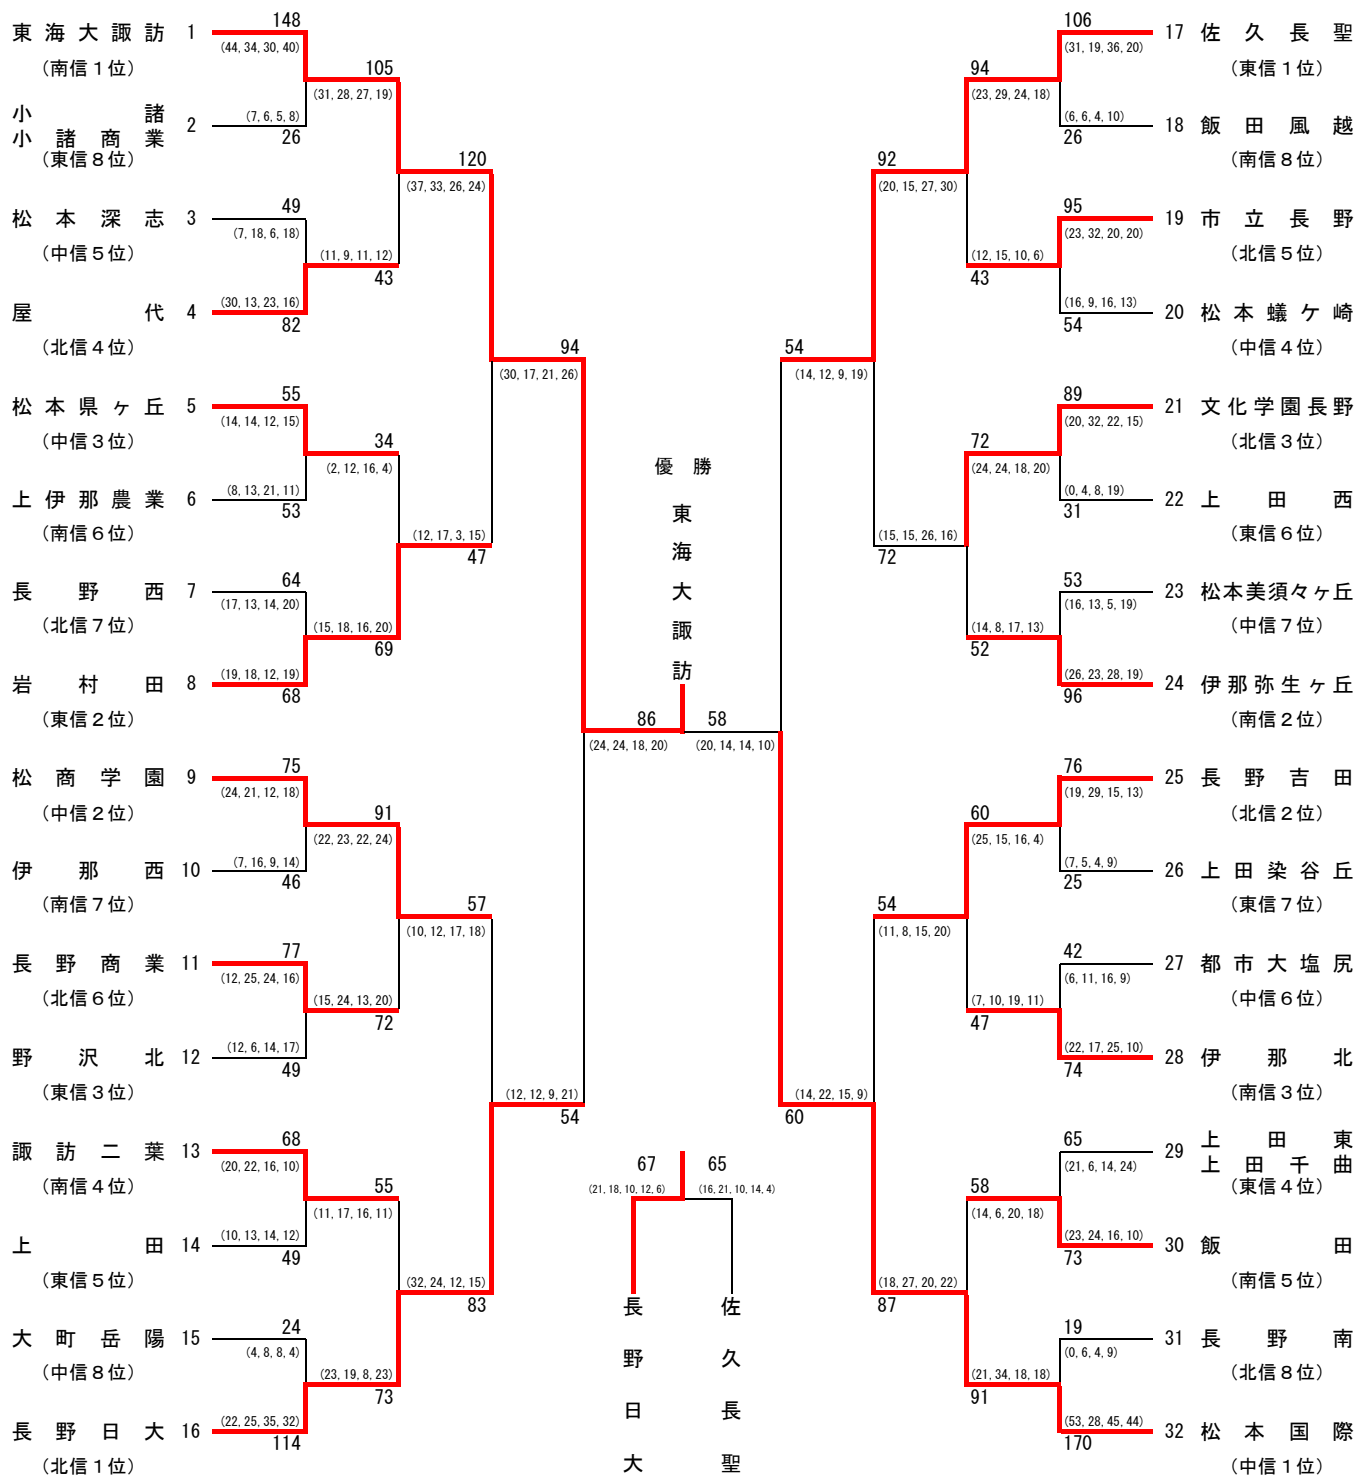 148
東海大諏訪 1
(44, 34, 30, 40)
(南信1位)
105
(31, 28, 27, 19)
小諸
小諸商業 2
(7, 6, 5, 8)
26
(東信8位)
120
(37, 33, 26, 24)
49
松本深志 3
(7, 18, 6, 18)
(中信5位)
(11, 9, 11, 12)
43
屋代 4
(30, 13, 23, 16)
82
(北信4位)
94
(30, 17, 21, 26)
55
松本県ヶ丘 5
(14, 14, 12, 15)
(中信3位)
34
(2, 12, 16, 4)
上伊那農業 6
(8, 13, 21, 11)
53
(南信6位)
(12, 17, 3, 15)
47
64
長野西 7
(17, 13, 14, 20)
(北信7位)
(15, 18, 16, 20)
69
岩村田 8
(19, 18, 12, 19)
68
(東信2位)
75
松商学園 9
(24, 21, 12, 18)
(中信2位)
91
(22, 23, 22, 24)
伊那西 10
(7, 16, 9, 14)
46
(南信7位)
57
(10, 12, 17, 18)
77
長野商業 11
(12, 25, 24, 16)
(北信6位)
(15, 24, 13, 20)
72
野沢北 12
(12, 6, 14, 17)
49
(東信3位)
(12, 12, 9, 21)
54
68
諏訪二葉 13
(20, 22, 16, 10)
(南信4位)
55
(11, 17, 16, 11)
上田 14
(10, 13, 14, 12)
49
(東信5位)
(32, 24, 12, 15)
83
24
大町岳陽 15
(4, 8, 8, 4)
(中信8位)
(23, 19, 8, 23)
73
長野日大 16
(22, 25, 35, 32)
114
(北信1位)
優勝
東海大諏訪
86
(24, 24, 18, 20)
58
(20, 14, 14, 10)
67
(21, 18, 10, 12, 6)
65
(16, 21, 10, 14, 4)
長野日大
佐久長聖
106
17 佐久長聖
(31, 19, 36, 20)
(東信1位)
94
(23, 29, 24, 18)
(6, 6, 4, 10)
18 飯田風越
26
(南信8位)
92
(20, 15, 27, 30)
95
19 市立長野
(23, 32, 20, 20)
(北信5位)
(12, 15, 10, 6)
43
(16, 9, 16, 13)
20 松本蟻ケ崎
54
(中信4位)
54
(14, 12, 9, 19)
89
21 文化学園長野
(20, 32, 22, 15)
(北信3位)
72
(24, 24, 18, 20)
(0, 4, 8, 19)
22 上田西
31
(東信6位)
(15, 15, 26, 16)
72
53
23 松本美須々ヶ丘
(16, 13, 5, 19)
(中信7位)
(14, 8, 17, 13)
52
(26, 23, 28, 19)
24 伊那弥生ヶ丘
96
(南信2位)
76
25 長野吉田
(19, 29, 15, 13)
(北信2位)
60
(25, 15, 16, 4)
(7, 5, 4, 9)
26 上田染谷丘
25
(東信7位)
54
(11, 8, 15, 20)
42
27 都市大塩尻
(6, 11, 16, 9)
(中信6位)
(7, 10, 19, 11)
47
(22, 17, 25, 10)
28 伊那北
74
(南信3位)
(14, 22, 15, 9)
60
65
29 上田東
上田千曲
(21, 6, 14, 24)
(東信4位)
58
(14, 6, 20, 18)
(23, 24, 16, 10)
30 飯田
73
(南信5位)
(18, 27, 20, 22)
87
19
31 長野南
(0, 6, 4, 9)
(北信8位)
(21, 34, 18, 18)
91
(53, 28, 45, 44)
32 松本国際
170
(中信1位)